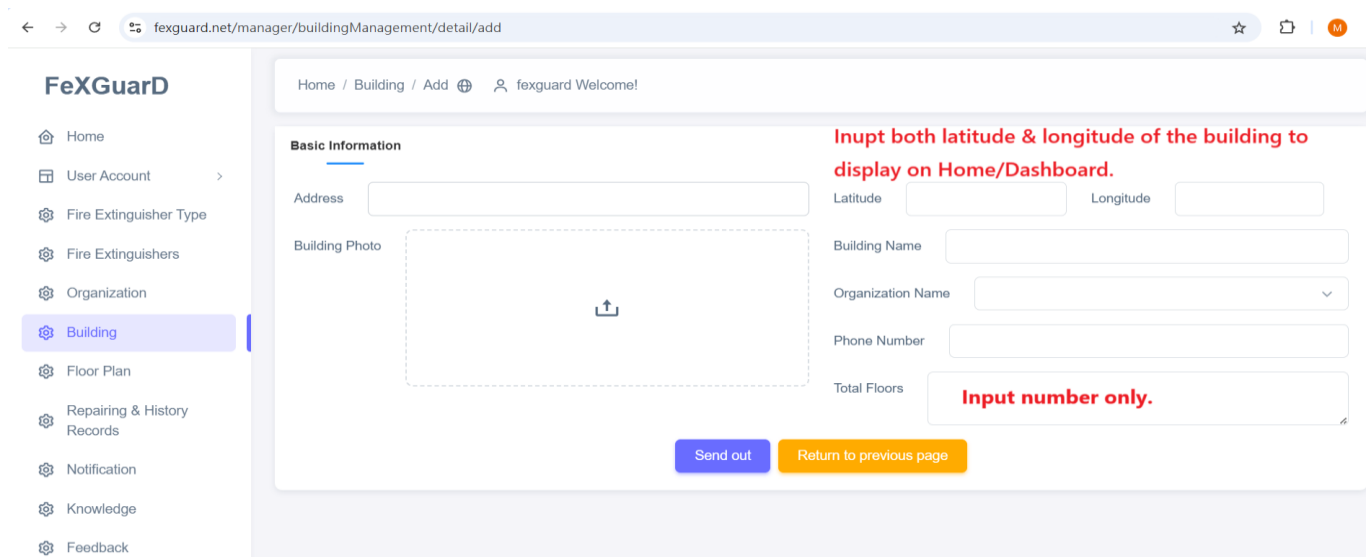 fexguard.net/manager/buildingManagement/detail/add
M
FeXGuarD
Home
User Account
Fire Extinguisher Type
Fire Extinguishers
Organization
Building
Floor Plan
Repairing & History
Records
Notification
Knowledge
Feedback
Home / Building / Add
fexguard Welcome!
Basic Information
Inupt both latitude & longitude of the building to
display on Home/Dashboard.
Address
Latitude
Longitude
Building Photo
Building Name
Organization Name
Phone Number
Total Floors
Input number only.
Send out
Return to previous page